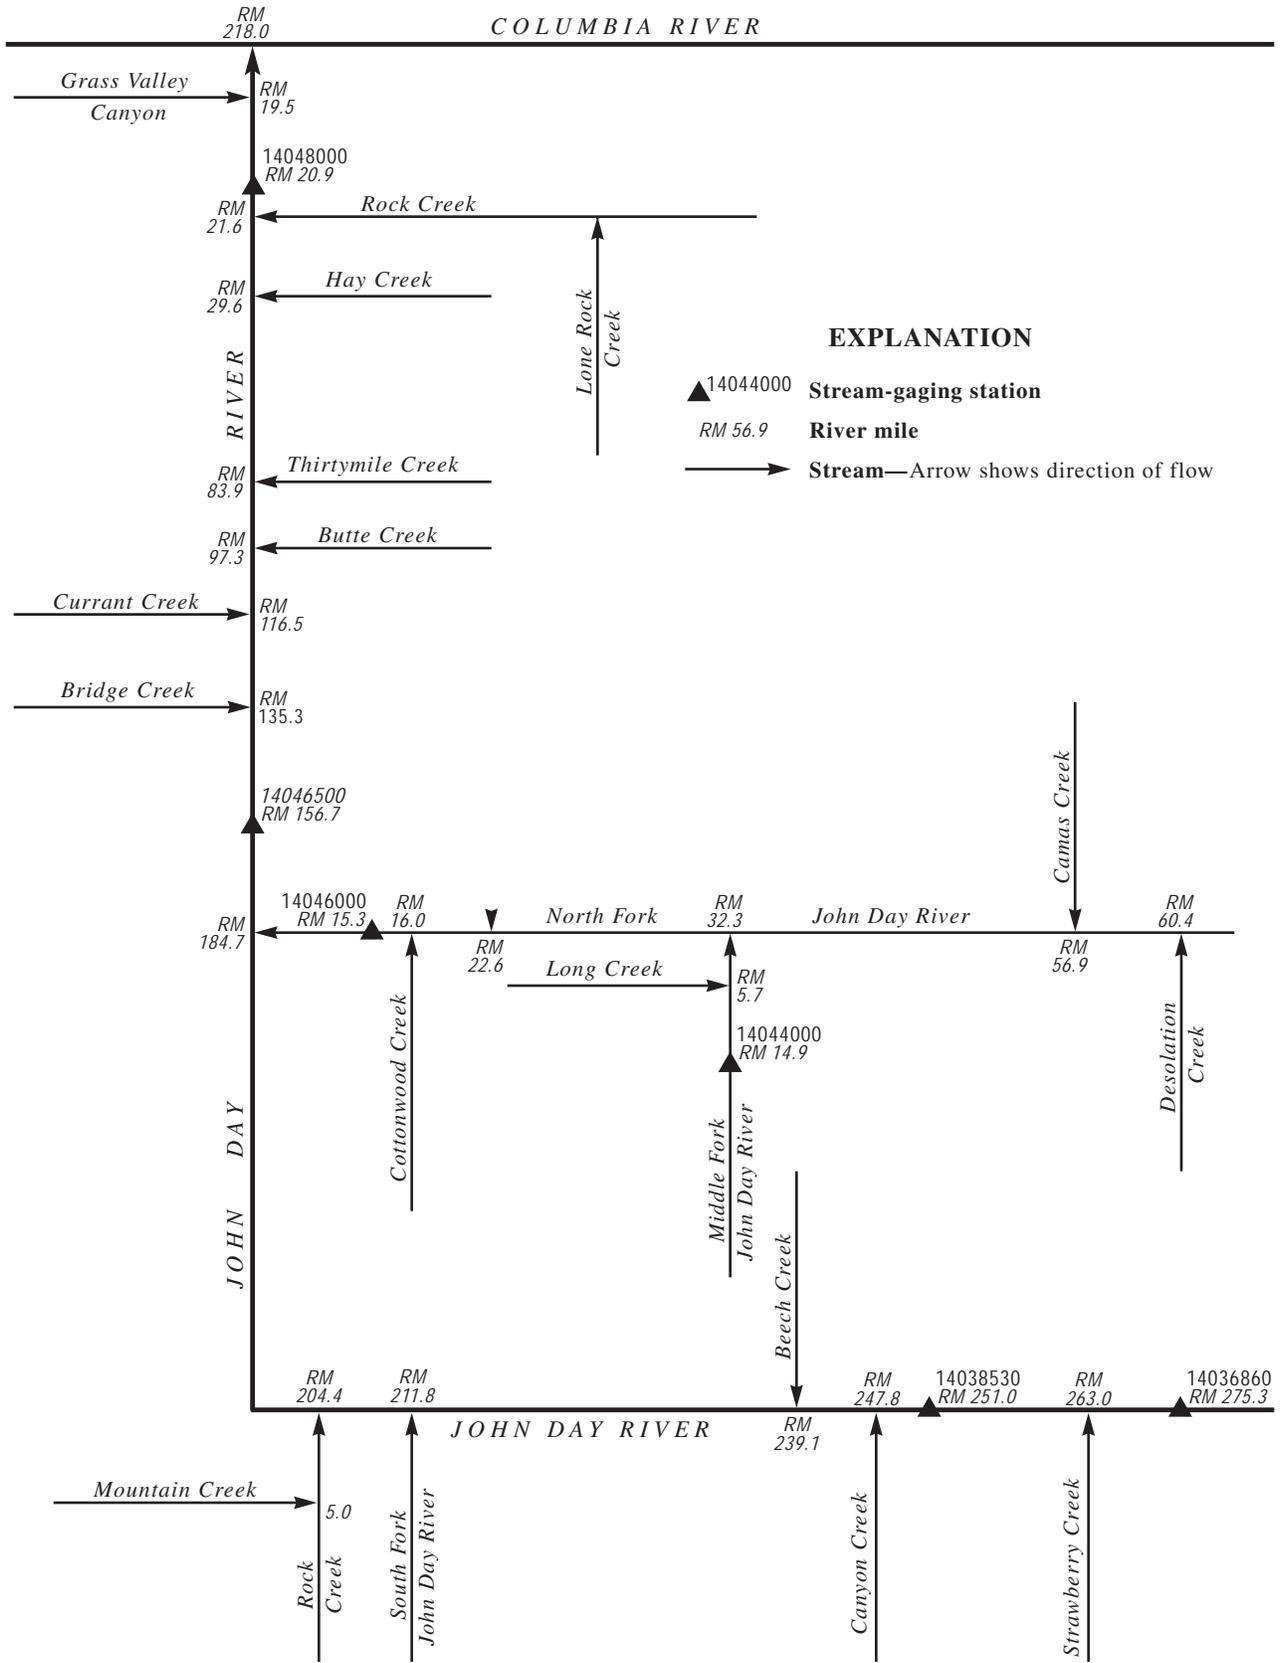 RM
218.0
COLUMBIA RIVER
Grass Valley
Canyon
RM
19.5
14048000
RM 20.9
RM
21.6
Rock Creek
RM
29.6
Hay Creek
Lone Rock
Creek
EXPLANATION
14044000 Stream-gaging station
RM 56.9 River mile
Stream—Arrow shows direction of flow
RIVER
RM
83.9
Thirtymile Creek
RM
97.3
Butte Creek
Currant Creek
RM
116.5
Bridge Creek
RM
135.3
14046500
RM 156.7
Camas Creek
RM
184.7
14046000
RM 15.3
RM
16.0
RM
22.6
North Fork
RM
32.3
John Day River
RM
56.9
RM
60.4
Long Creek
RM
5.7
14044000
RM 14.9
Cottonwood Creek
Desolation
Creek
Middle Fork
John Day River
JOHN DAY
Beech Creek
RM
204.4
RM
211.8
JOHN DAY RIVER
RM
239.1
RM
247.8
14038530
RM 251.0
RM
263.0
14036860
RM 275.3
Mountain Creek
5.0
Rock
Creek
South Fork
John Day River
Canyon Creek
Strawberry Creek